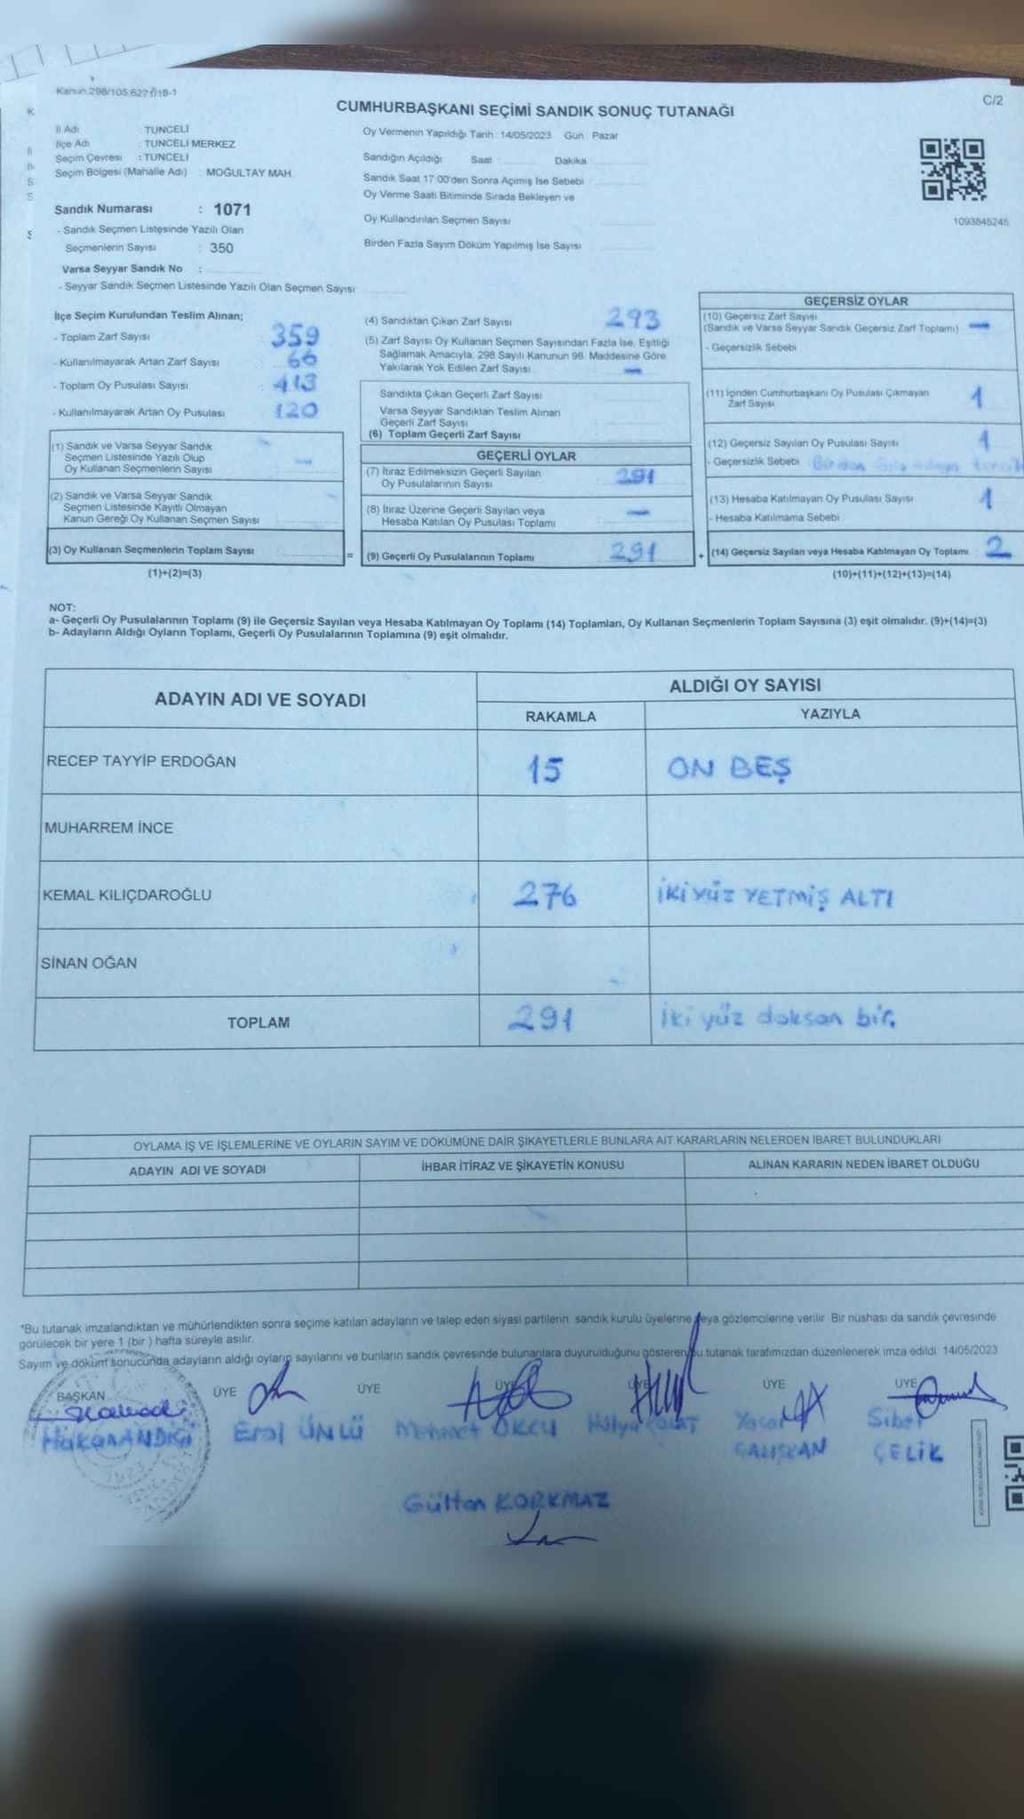 Kanun 298/105,6271/18-1
C/2
CUMHURBAŞKANI SEÇİMİ SANDIK SONUÇ TUTANAĞI
İl Adı TUNCELİ
İlçe Adı : TUNCELİ MERKEZ
Seçim Çevresi : TUNCELİ
Seçim Bölgesi (Mahalle Adı) : MOĞULTAY MAH.
Sandık Numarası : 1071
- Sandık Seçmen Listesinde Yazılı Olan
Seçmenlerin Sayısı : 350
Varsa Seyyar Sandık No :
- Seyyar Sandık Seçmen Listesinde Yazılı Olan Seçmen Sayısı
Oy Vermenin Yapıldığı Tarih : 14/05/2023 Gün : Pazar
Sandığın Açıldığı Saat Dakika
Sandık Saat 17:00'den Sonra Açılmış İse Sebebi
Oy Verme Saati Bitiminde Sırada Bekleyen ve
Oy Kullandırılan Seçmen Sayısı
Birden Fazla Sayım Döküm Yapılmış İse Sayısı
1093845245
İlçe Seçim Kurulundan Teslim Alınan;
- Toplam Zarf Sayısı 359
- Kullanılmayarak Artan Zarf Sayısı 66
- Toplam Oy Pusulası Sayısı 413
- Kullanılmayarak Artan Oy Pusulası 120
(1) Sandık ve Varsa Seyyar Sandık
Seçmen Listesinde Yazılı Olup
Oy Kullanan Seçmenlerin Sayısı —
(2) Sandık ve Varsa Seyyar Sandık
Seçmen Listesinde Kayıtlı Olmayan
Kanun Gereği Oy Kullanan Seçmen Sayısı
(3) Oy Kullanan Seçmenlerin Toplam Sayısı =
(1)+(2)=(3)
(4) Sandıktan Çıkan Zarf Sayısı 293
(5) Zarf Sayısı Oy Kullanan Seçmen Sayısından Fazla İse, Eşitliği
Sağlamak Amacıyla, 298 Sayılı Kanunun 98. Maddesine Göre
Yakılarak Yok Edilen Zarf Sayısı —
Sandıkta Çıkan Geçerli Zarf Sayısı
Varsa Seyyar Sandıktan Teslim Alınan
Geçerli Zarf Sayısı
(6) Toplam Geçerli Zarf Sayısı
GEÇERLİ OYLAR
(7) İtiraz Edilmeksizin Geçerli Sayılan
Oy Pusulalarının Sayısı 291
(8) İtiraz Üzerine Geçerli Sayılan veya
Hesaba Katılan Oy Pusulası Toplamı —
(9) Geçerli Oy Pusulalarının Toplamı 291 +
GEÇERSİZ OYLAR
(10) Geçersiz Zarf Sayısı
(Sandık ve Varsa Seyyar Sandık Geçersiz Zarf Toplamı) —
- Geçersizlik Sebebi
(11) İçinden Cumhurbaşkanı Oy Pusulası Çıkmayan
Zarf Sayısı 1
(12) Geçersiz Sayılan Oy Pusulası Sayısı 1
- Geçersizlik Sebebi Birden
(13) Hesaba Katılmayan Oy Pusulası Sayısı 1
- Hesaba Katılmama Sebebi
(14) Geçersiz Sayılan veya Hesaba Katılmayan Oy Toplamı 2
(10)+(11)+(12)+(13)=(14)
NOT:
a- Geçerli Oy Pusulalarının Toplamı (9) ile Geçersiz Sayılan veya Hesaba Katılmayan Oy Toplamı (14) Toplamları, Oy Kullanan Seçmenlerin Toplam Sayısına (3) eşit olmalıdır. (9)+(14)=(3)
b- Adayların Aldığı Oyların Toplamı, Geçerli Oy Pusulalarının Toplamına (9) eşit olmalıdır.
ADAYIN ADI VE SOYADI ALDIĞI OY SAYISI
RAKAMLA YAZIYLA
RECEP TAYYİP ERDOĞAN 15 ON BEŞ
MUHARREM İNCE
KEMAL KILIÇDAROĞLU 276 İKİ YÜZ YETMİŞ ALTI
SİNAN OĞAN
TOPLAM 291 İki yüz doksan bir.
OYLAMA İŞ VE İŞLEMLERİNE VE OYLARIN SAYIM VE DÖKÜMÜNE DAİR ŞİKAYETLERLE BUNLARA AİT KARARLARIN NELERDEN İBARET BULUNDUKLARI
ADAYIN ADI VE SOYADI İHBAR İTİRAZ VE ŞİKAYETİN KONUSU ALINAN KARARIN NEDEN İBARET OLDUĞU
*Bu tutanak imzalandıktan ve mühürlendikten sonra seçime katılan adayların ve talep eden siyasi partilerin sandık kurulu üyelerine veya gözlemcilerine verilir. Bir nüshası da sandık çevresinde
görülecek bir yere 1 (bir) hafta süreyle asılır.
Sayım ve döküm sonucunda adayların aldığı oyların sayılarını ve bunların sandık çevresinde bulunanlara duyurulduğunu gösteren bu tutanak tarafımızdan düzenlenerek imza edildi. 14/05/2023
BAŞKAN ÜYE ÜYE ÜYE ÜYE ÜYE ÜYE
Erol ÜNLÜ Mehmet ÖKCU Hülya Yaşar Sibel
ÇALIŞKAN ÇELİK
Gülten KORKMAZ